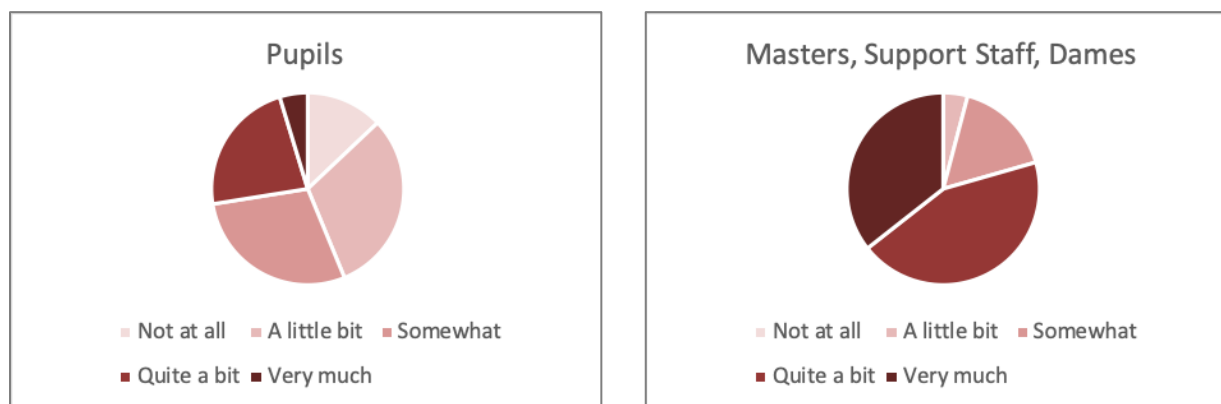 Pupils
Not at all A little bit Somewhat
Quite a bit Very much
Masters, Support Staff, Dames
Not at all A little bit Somewhat
Quite a bit Very much